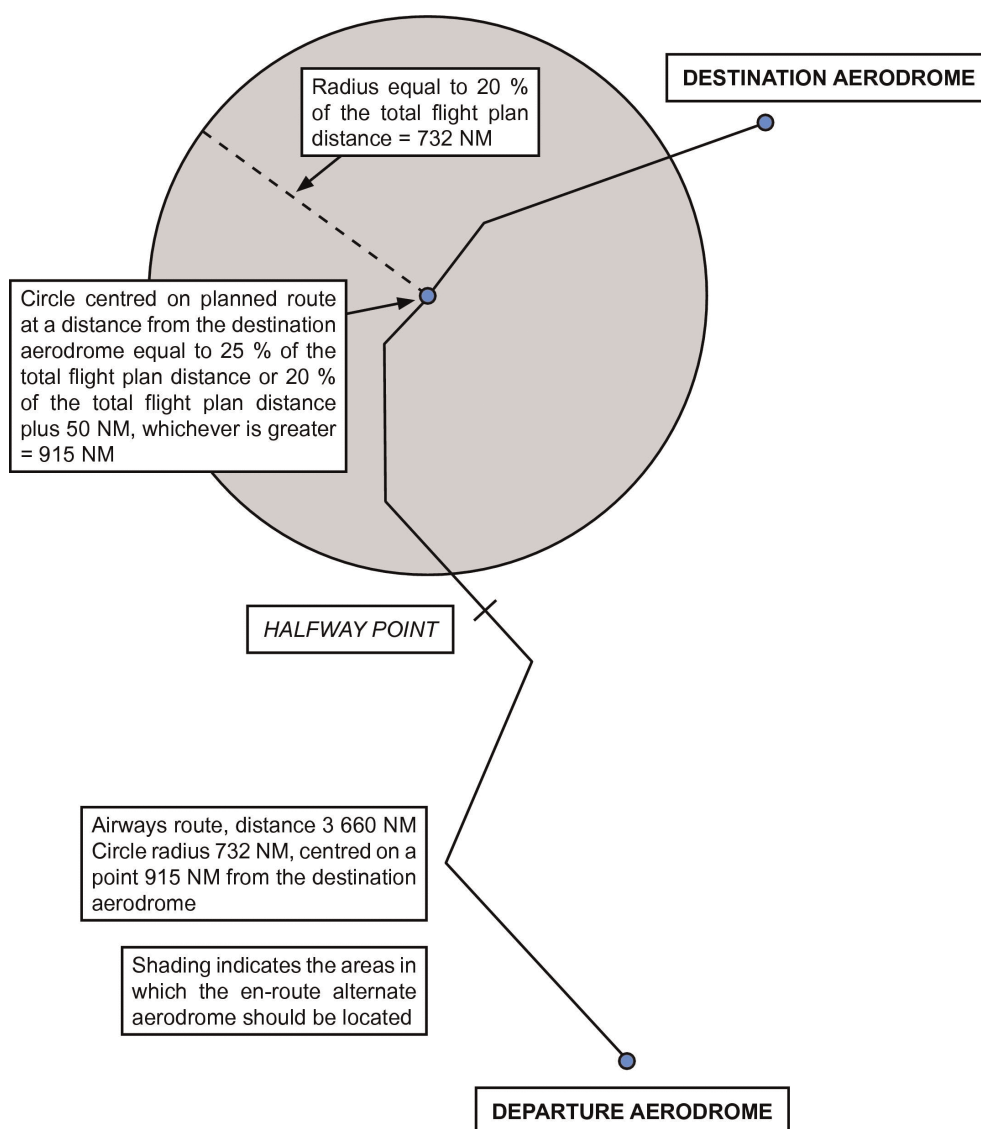 DESTINATION AERODROME
Radius equal to 20 %
of the total flight plan
distance = 732 NM
Circle centred on planned route
at a distance from the destination
aerodrome equal to 25 % of the
total flight plan distance or 20 %
of the total flight plan distance
plus 50 NM, whichever is greater
= 915 NM
HALFWAY POINT
Airways route, distance 3 660 NM
Circle radius 732 NM, centred on a
point 915 NM from the destination
aerodrome
Shading indicates the areas in
which the en-route alternate
aerodrome should be located
DEPARTURE AERODROME